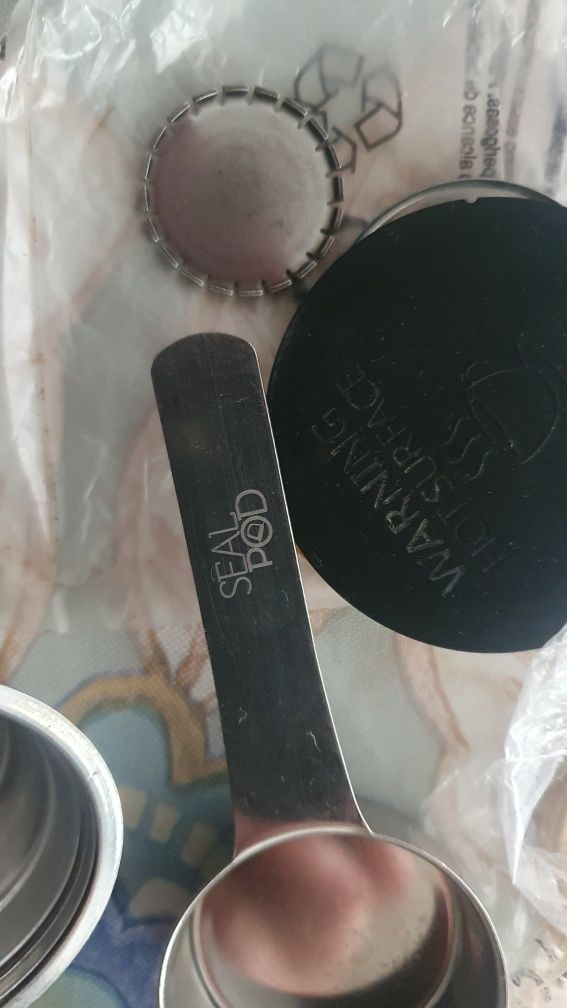 SEAL
POD
WARNING
HOT SURFACE